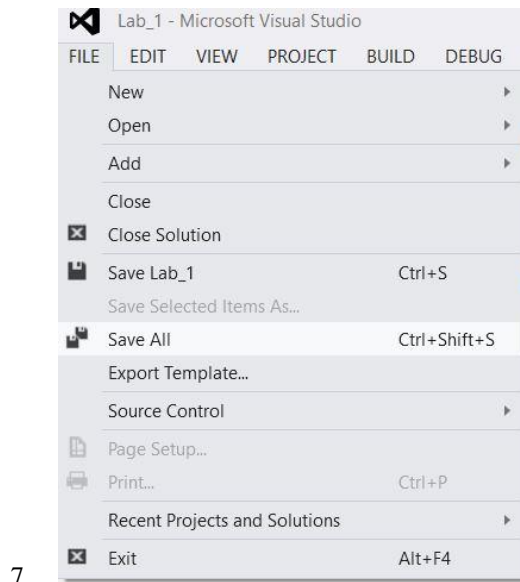 Lab_1 - Microsoft Visual Studio
FILE EDIT VIEW PROJECT BUILD DEBUG
New
Open
Add
Close
Close Solution
Save Lab_1 Ctrl+S
Save Selected Items As...
Save All Ctrl+Shift+S
Export Template...
Source Control
Page Setup...
Print... Ctrl+P
Recent Projects and Solutions
Exit Alt+F4
7